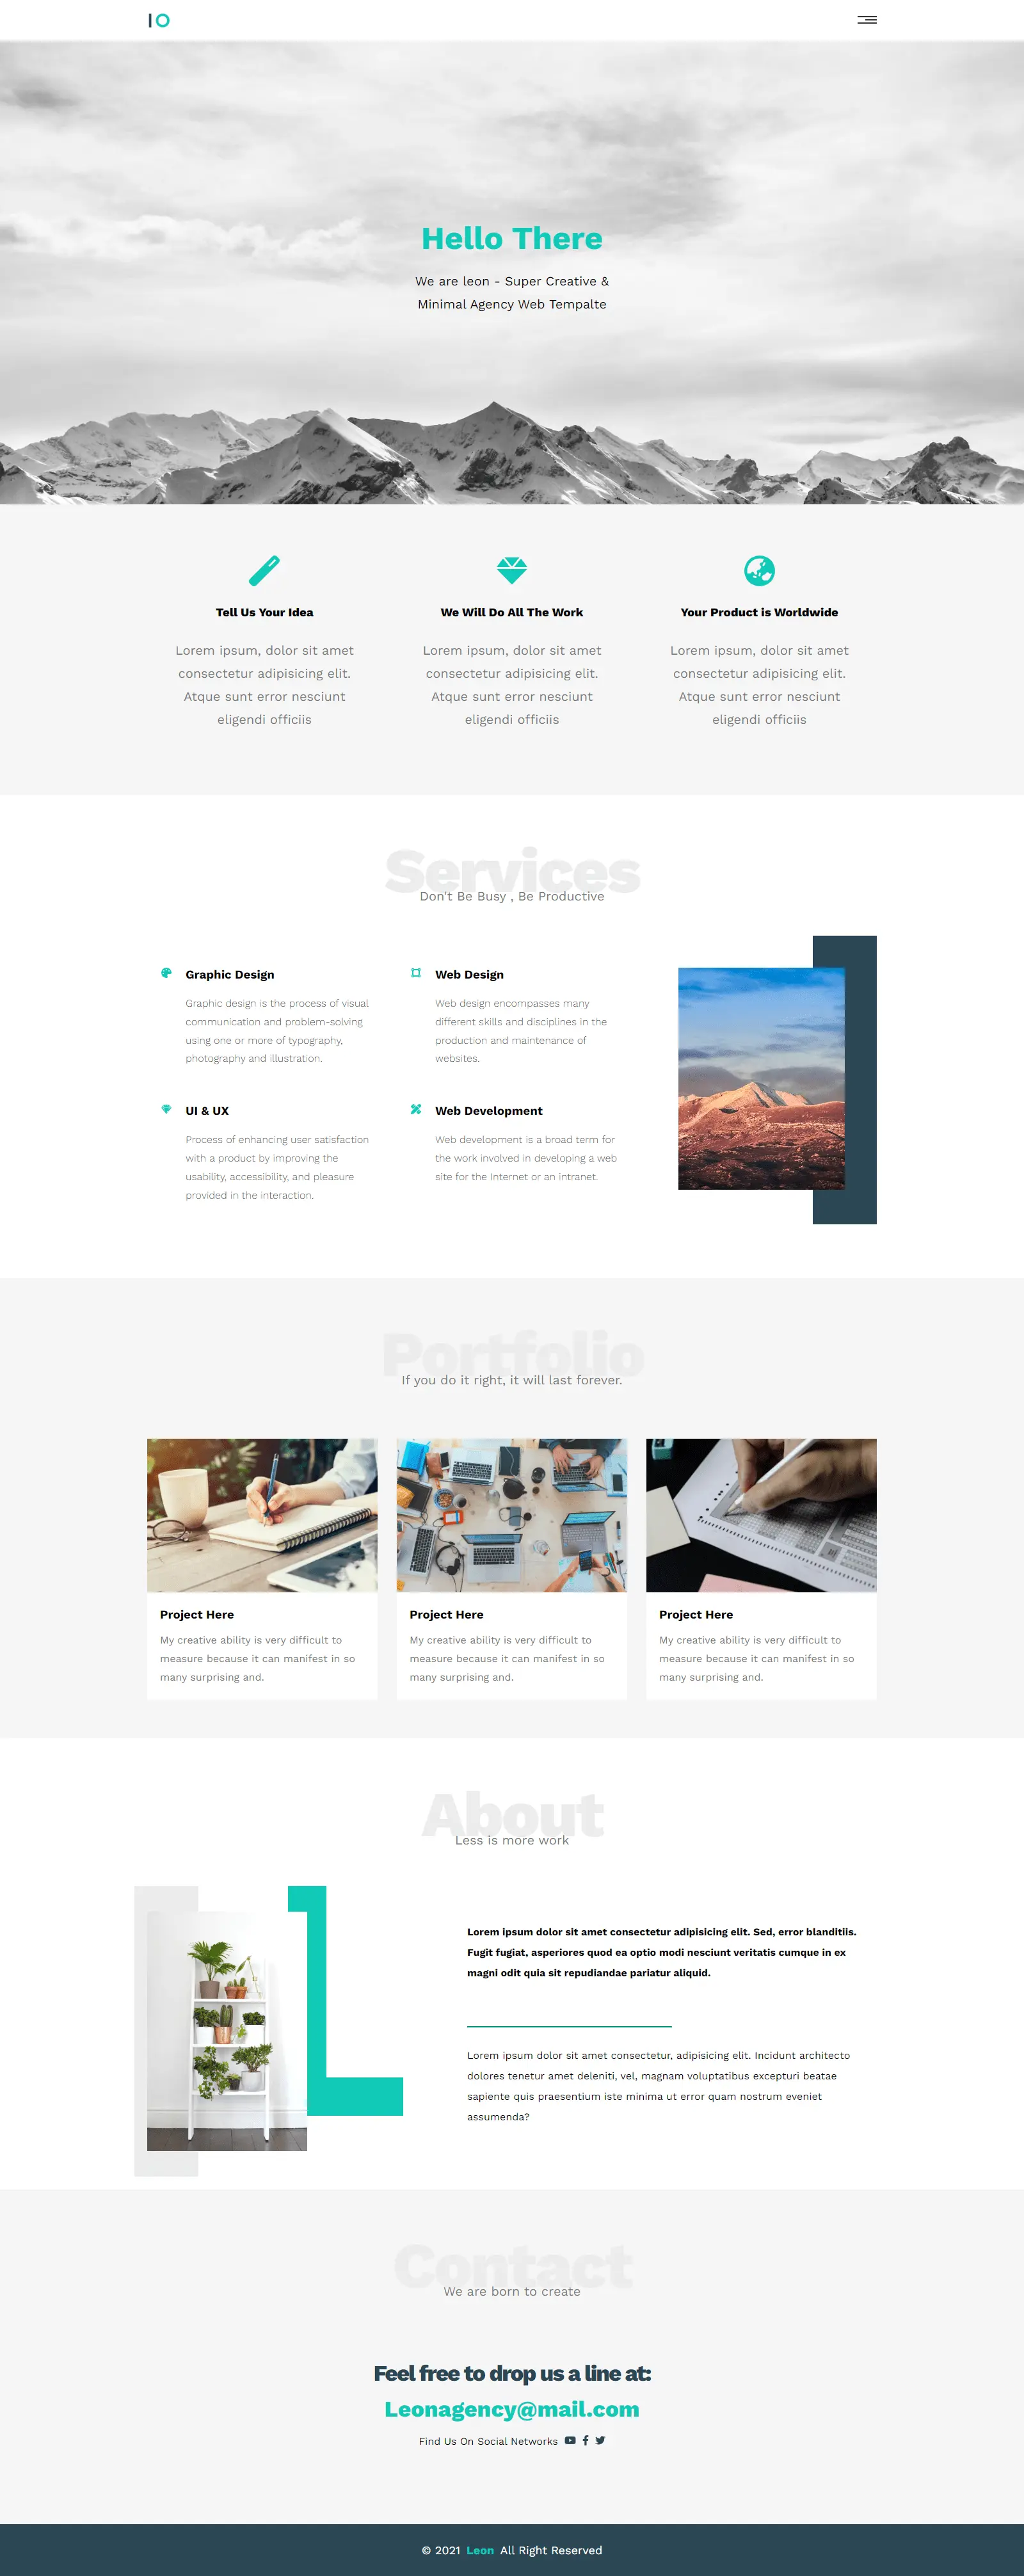 IO
Hello There
We are leon - Super Creative &
Minimal Agency Web Tempalte
Tell Us Your Idea
Lorem ipsum, dolor sit amet
consectetur adipisicing elit.
Atque sunt error nesciunt
eligendi officiis
We Will Do All The Work
Lorem ipsum, dolor sit amet
consectetur adipisicing elit.
Atque sunt error nesciunt
eligendi officiis
Your Product is Worldwide
Lorem ipsum, dolor sit amet
consectetur adipisicing elit.
Atque sunt error nesciunt
eligendi officiis
Services
Don't Be Busy , Be Productive
Graphic Design
Graphic design is the process of visual
communication and problem-solving
using one or more of typography,
photography and illustration.
Web Design
Web design encompasses many
different skills and disciplines in the
production and maintenance of
websites.
UI & UX
Process of enhancing user satisfaction
with a product by improving the
usability, accessibility, and pleasure
provided in the interaction.
Web Development
Web development is a broad term for
the work involved in developing a web
site for the Internet or an intranet.
Portfolio
If you do it right, it will last forever.
Project Here
My creative ability is very difficult to
measure because it can manifest in so
many surprising and.
Project Here
My creative ability is very difficult to
measure because it can manifest in so
many surprising and.
Project Here
My creative ability is very difficult to
measure because it can manifest in so
many surprising and.
About
Less is more work
Lorem ipsum dolor sit amet consectetur adipisicing elit. Sed, error blanditiis.
Fugit fugiat, asperiores quod ea optio modi nesciunt veritatis cumque in ex
magni odit quia sit repudiandae pariatur aliquid.
Lorem ipsum dolor sit amet consectetur, adipisicing elit. Incidunt architecto
dolores tenetur amet deleniti, vel, magnam voluptatibus excepturi beatae
sapiente quis praesentium iste minima ut error quam nostrum eveniet
assumenda?
Contact
We are born to create
Feel free to drop us a line at:
Leonagency@mail.com
Find Us On Social Networks
© 2021 Leon All Right Reserved